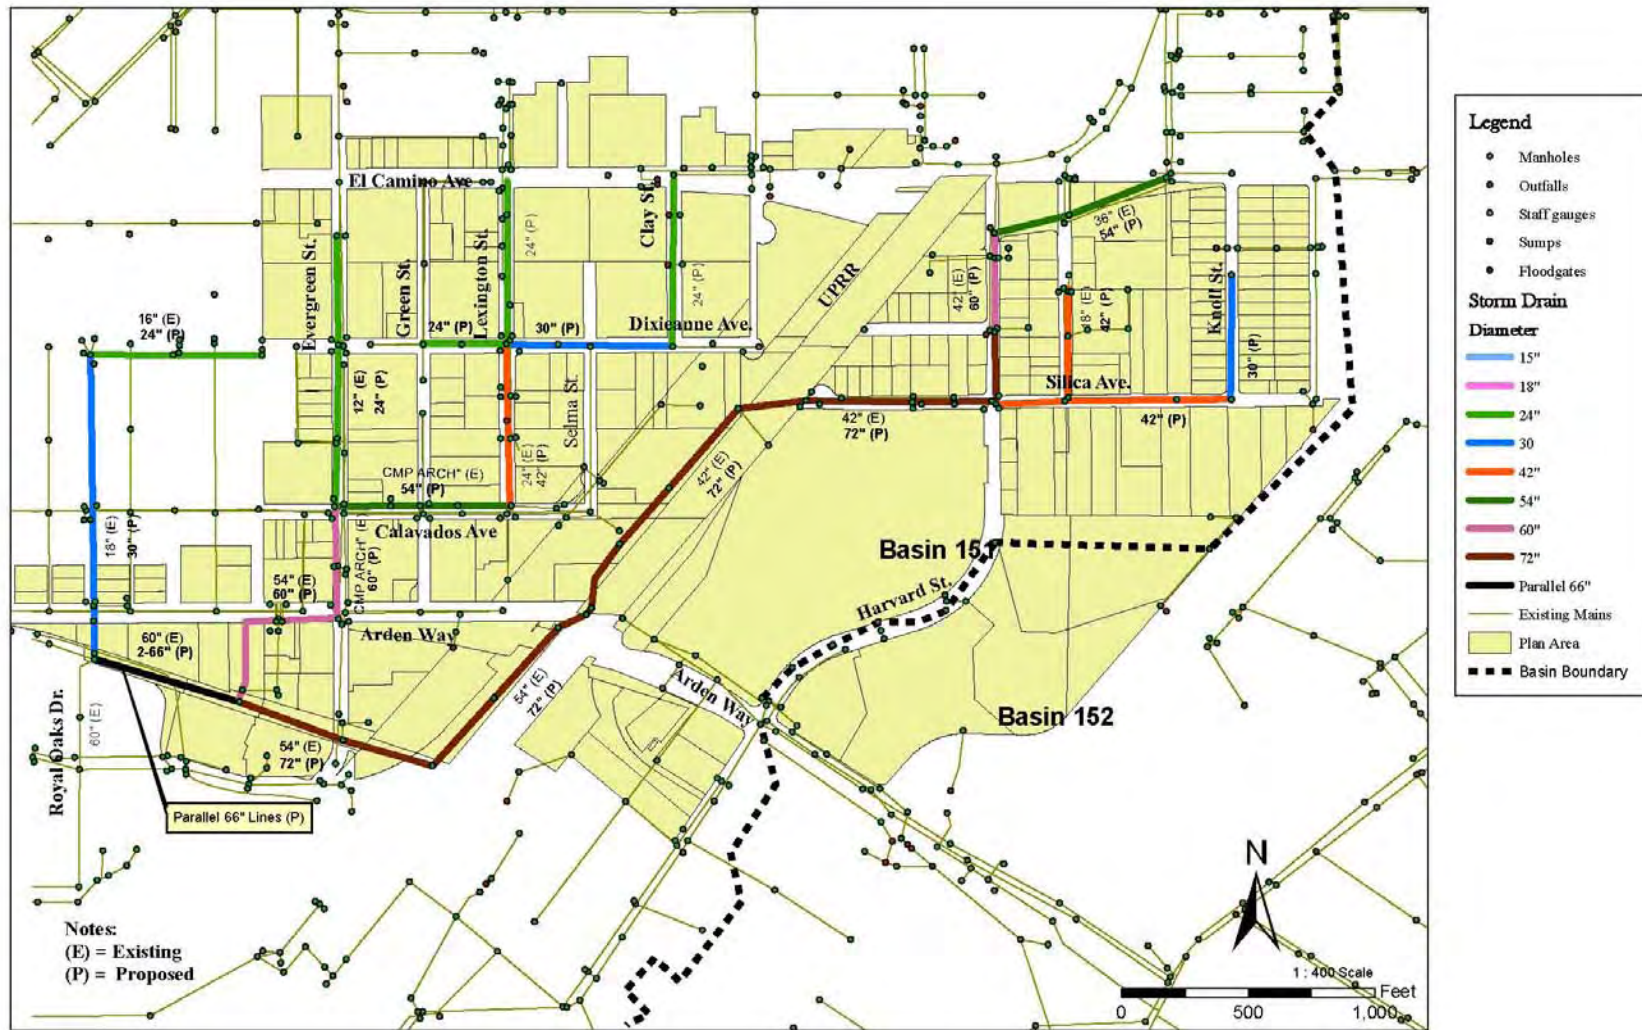 El Camino Ave
Evergreen St.
Green St.
Lexington St.
24" (P)
Clay St.
24" (P)
UPRR
36" (E)
54" (P)
42" (E)
60" (P)
18" (E)
42" (P)
Knoll St.
30" (P)
16" (E)
24" (P)
24" (P)
30" (P)
Dixieanne Ave.
12" (E)
24" (P)
Selma St.
Silica Ave.
42" (E)
72" (P)
42" (P)
CMP ARCH" (E)
54" (P)
24" (E)
42" (P)
42" (E)
72" (P)
Calavados Ave
18" (E)
30" (P)
CMP ARCH" (E)
60" (P)
54" (E)
60" (P)
Basin 151
Harvard St.
Arden Way
60" (E)
2-66" (P)
54" (E)
72" (P)
Arden Way
Basin 152
Royal Oaks Dr.
60" (E)
54" (E)
72" (P)
Parallel 66" Lines (P)
Notes:
(E) = Existing
(P) = Proposed
N
1 : 400 Scale
Feet
0 500 1,000
Legend
Manholes
Outfalls
Staff gauges
Sumps
Floodgates
Storm Drain
Diameter
15"
18"
24"
30
42"
54"
60"
72"
Parallel 66"
Existing Mains
Plan Area
Basin Boundary